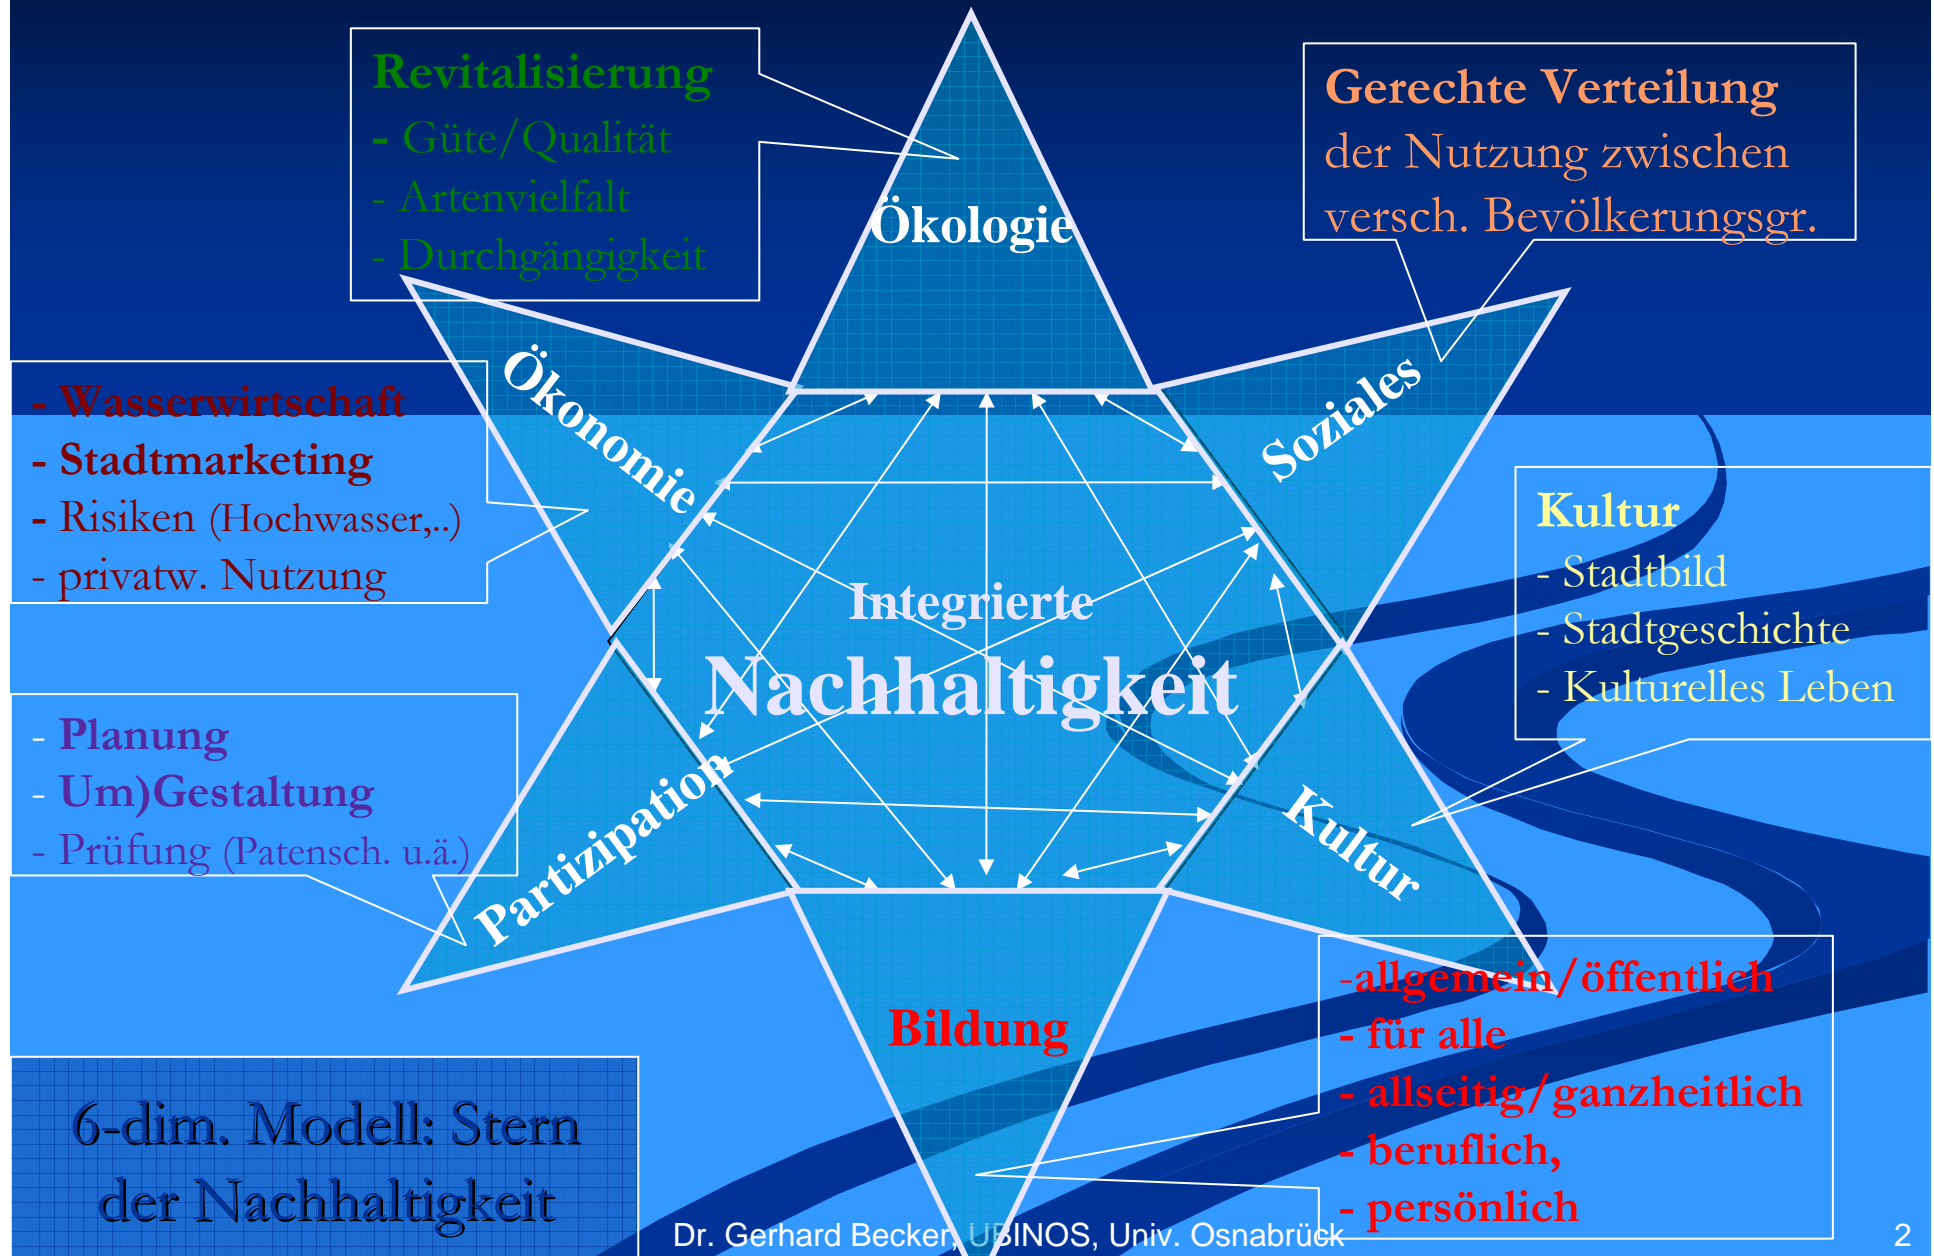 Revitalisierung
- Güte/Qualität
- Artenvielfalt
- Durchgängigkeit
Gerechte Verteilung
der Nutzung zwischen
versch. Bevölkerungsgr.
Ökologie
Ökonomie
Soziales
- Wasserwirtschaft
- Stadtmarketing
- Risiken (Hochwasser,..)
- privatw. Nutzung
Integrierte
Nachhaltigkeit
Kultur
- Stadtbild
- Stadtgeschichte
- Kulturelles Leben
- Planung
- Um)Gestaltung
- Prüfung (Patensch. u.ä.)
Partizipation
Kultur
Bildung
-allgemein/öffentlich
- für alle
- allseitig/ganzheitlich
- beruflich,
- persönlich
6-dim. Modell: Stern
der Nachhaltigkeit
Dr. Gerhard Becker, UBINOS, Univ. Osnabrück
2